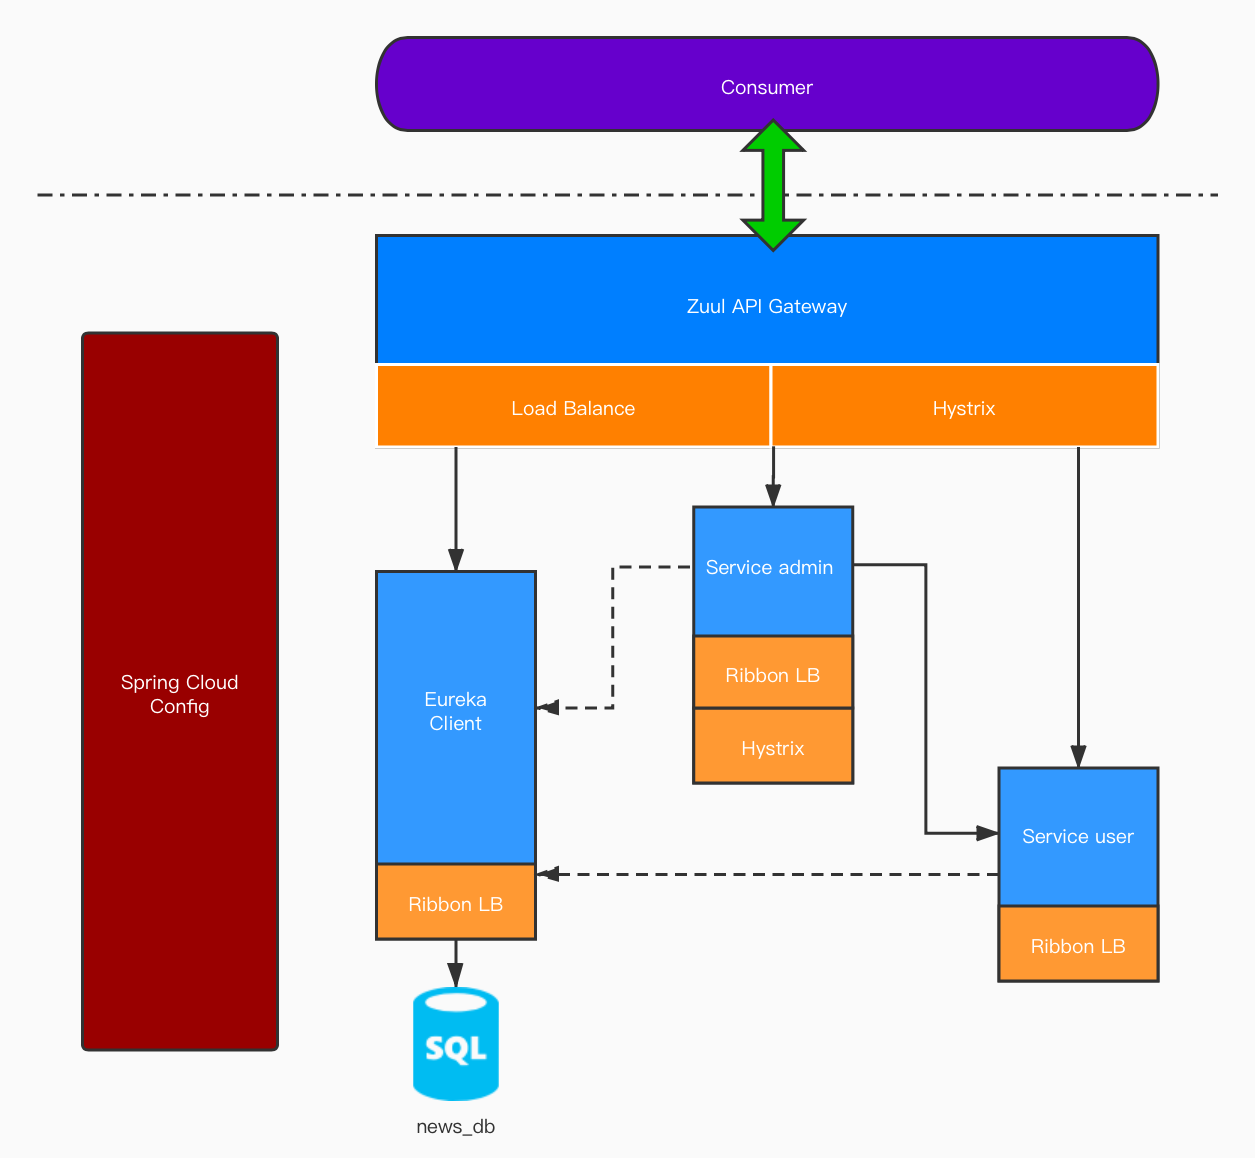 Consumer
Zuul API Gateway
Load Balance
Hystrix
Service admin
Ribbon LB
Hystrix
Spring Cloud
Config
Eureka
Client
Ribbon LB
Service user
Ribbon LB
SQL
news_db